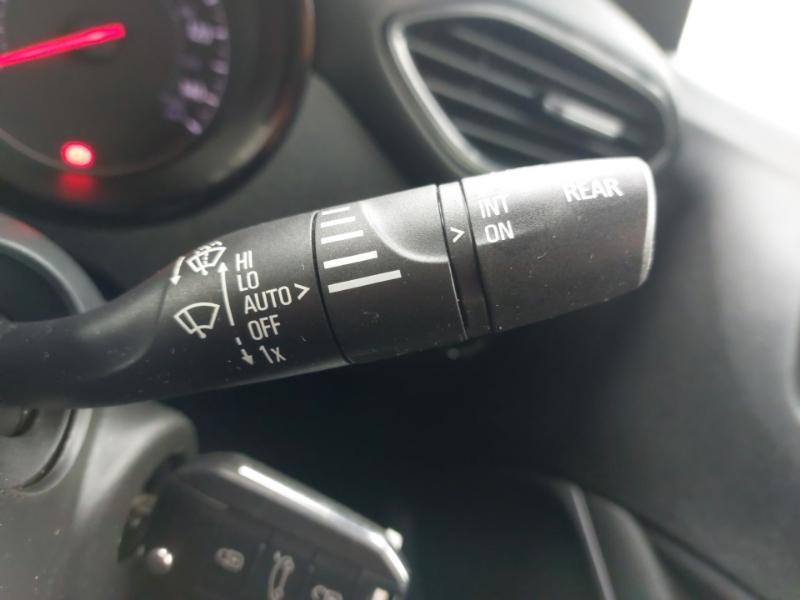 HI
LO
AUTO
OFF
1x
INT
ON
REAR